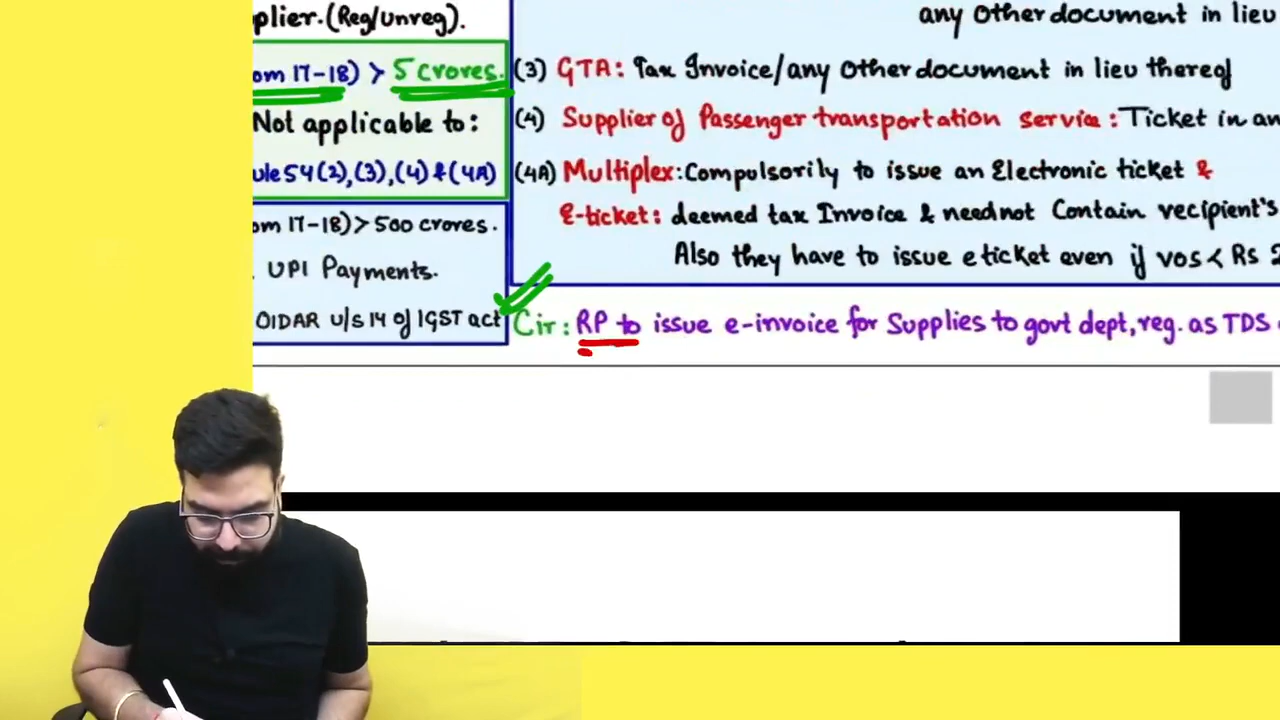 plier.(Reg/Unreg).
om 17-18) > 5 crores.
Not applicable to:
ule 54(2),(3),(4) & (4A)
om 17-18) > 500 crores.
UPI Payments.
OIDAR u/s 14 of IGST act
any Other document in lieu
(3) GTA: Tax Invoice/any Other document in lieu thereof
(4) Supplier of Passenger transportation Service: Ticket in an
(4A) Multiplex: Compulsorily to issue an Electronic ticket &
E-ticket: deemed tax Invoice & need not Contain recipient's
Also they have to issue e ticket even if vos < Rs 2
Cir: RP to issue e-invoice for Supplies to govt dept, reg. as TDS